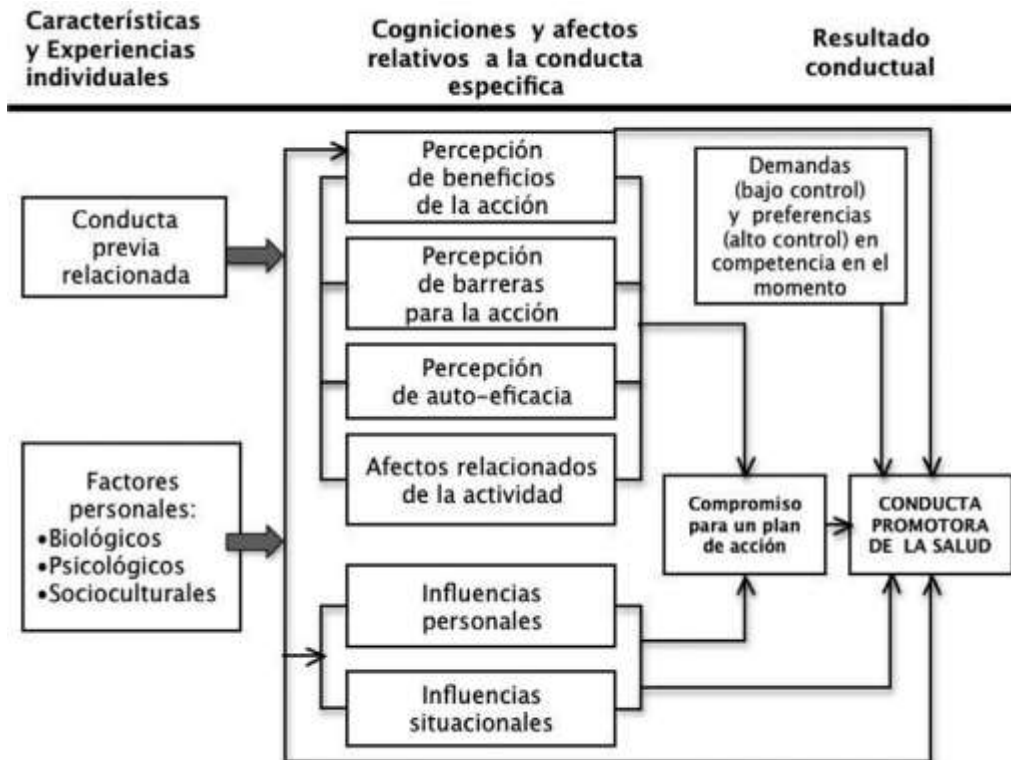 Características
y Experiencias
individuales
Cogniciones y afectos
relativos a la conducta
especifica
Resultado
conductual
Conducta
previa
relacionada
Factores
personales:
•Biológicos
•Psicológicos
•Socioculturales
Percepción
de beneficios
de la acción
Percepción
de barreras
para la acción
Percepción
de auto-eficacia
Afectos relacionados
de la actividad
Influencias
personales
Influencias
situacionales
Demandas
(bajo control)
y preferencias
(alto control) en
competencia en el
momento
Compromiso
para un plan
de acción
CONDUCTA
PROMOTORA
DE LA SALUD